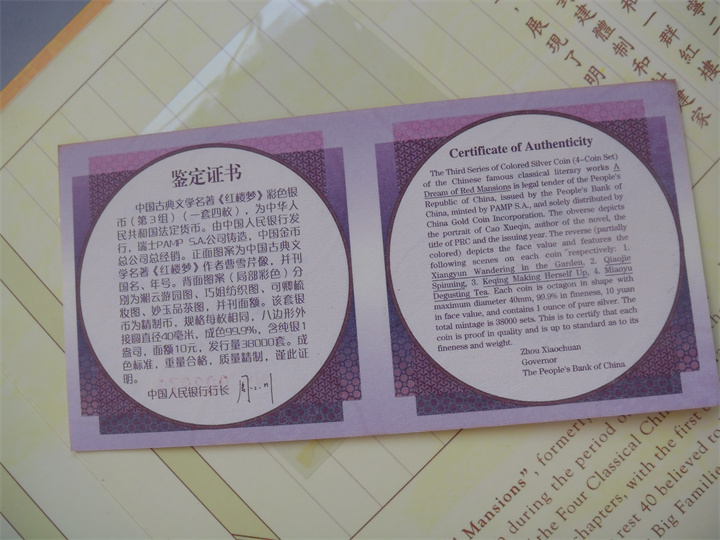 鉴定证书
中国古典文学名著《红楼梦》彩色银
币（第3组）（一套四枚），为中华人
民共和国法定货币。由中国人民银行发
行，瑞士PAMP S.A.公司铸造，中国金币
总公司总经销。正面图案为中国古典文
学名著《红楼梦》作者曹雪芹像，并刊
国名、年号。背面图案（局部彩色）分
别为湘云游园图，巧姐纺织图，可卿梳
妆图，妙玉品茶图，并刊面额。该套银
币为精制币，规格每枚相同，八边形外
接圆直径40毫米，成色99.9%，含纯银1
盎司，面额10元，发行量38000套。成
色标准，重量合格，质量精制，谨此证
明。
中国人民银行行长
Certificate of Authenticity
The Third Series of Colored Silver Coin (4-Coin Set)
of the Chinese famous classical literary works A
Dream of Red Mansions is legal tender of the People's
Republic of China, issued by the People's Bank of
China, minted by PAMP S.A., and solely distributed by
China Gold Coin Incorporation. The obverse depicts
the portrait of Cao Xueqin, author of the novel, the
title of PRC and the issuing year. The reverse (partially
colored) depicts the face value and features the
following scenes on each coin respectively: 1.
Xiangyun Wandering in the Garden, 2. Qiaojie
Spinning, 3. Keqing Making Herself Up, 4. Miaoyu
Degusting Tea. Each coin is octagon in shape with
maximum diameter 40mm, 99.9% in fineness, 10 yuan
in face value, and contains 1 ounce of pure silver. The
total mintage is 38000 sets. This is to certify that each
coin is proof in quality and is up to standard as to its
fineness and weight.
Zhou Xiaochuan
Governor
The People's Bank of China
寧
紅樓
一群
建家
體制和
展現了明
Mansions", formerly
during the period of
the Four Classical Chi
chapters, with the first
rest 40 believed to
Big Famili